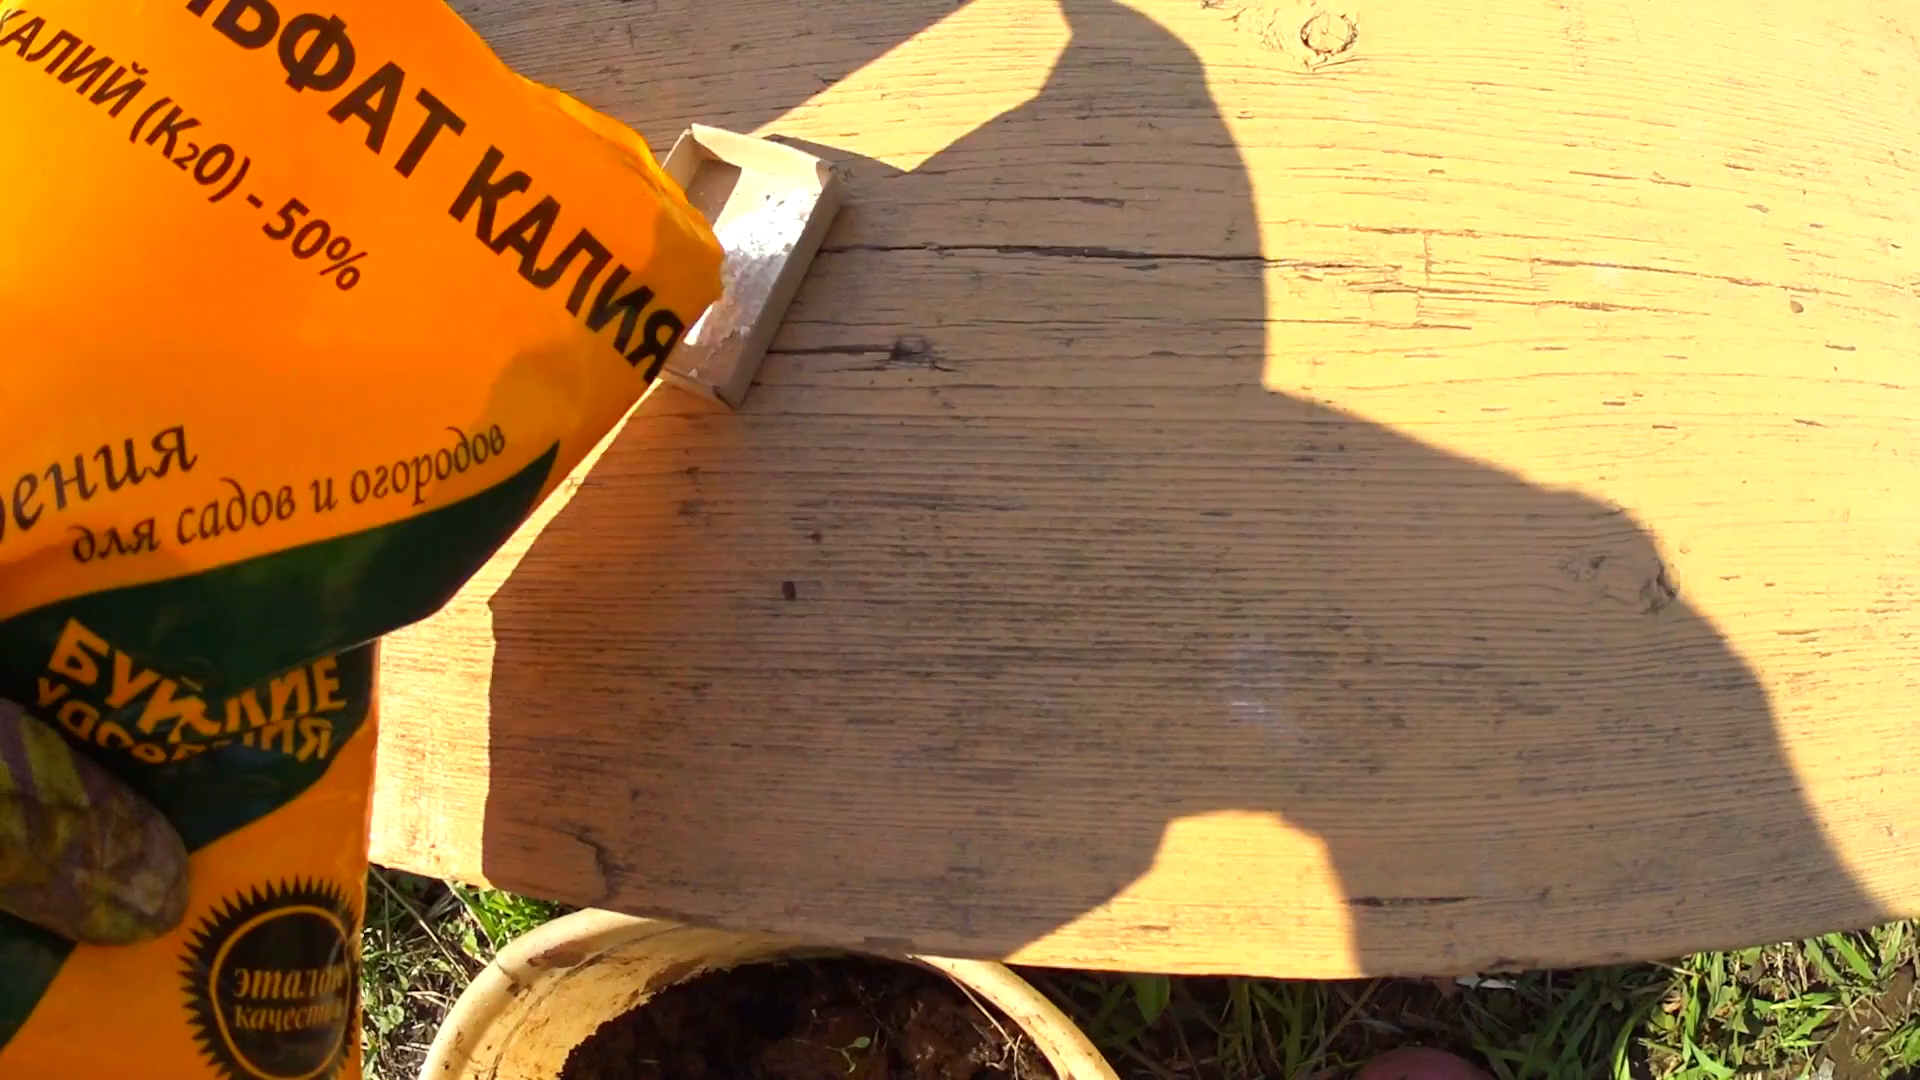 ЬФАТ КАЛИЯ
КАЛИЙ (K₂O) - 50%
рения
для садов и огородов
БУЙСКИЕ
УДОБРЕНИЯ
эталон
качества